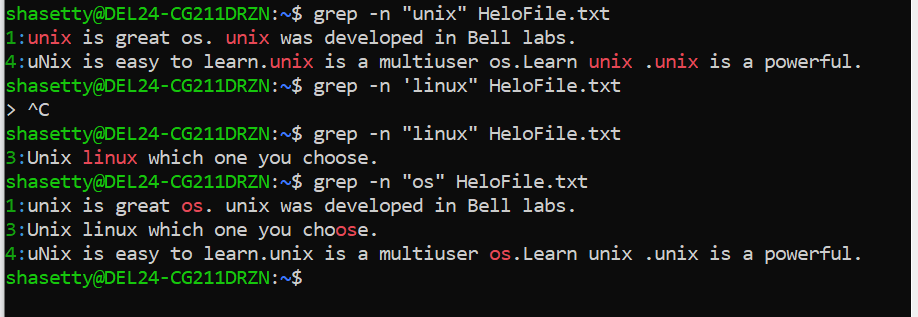 shasetty@DEL24-CG211DRZN:~$ grep -n "unix" HeloFile.txt
1:unix is great os. unix was developed in Bell labs.
4:uNix is easy to learn.unix is a multiuser os.Learn unix .unix is a powerful.
shasetty@DEL24-CG211DRZN:~$ grep -n 'linux" HeloFile.txt
> ^C
shasetty@DEL24-CG211DRZN:~$ grep -n "linux" HeloFile.txt
3:Unix linux which one you choose.
shasetty@DEL24-CG211DRZN:~$ grep -n "os" HeloFile.txt
1:unix is great os. unix was developed in Bell labs.
3:Unix linux which one you choose.
4:uNix is easy to learn.unix is a multiuser os.Learn unix .unix is a powerful.
shasetty@DEL24-CG211DRZN:~$